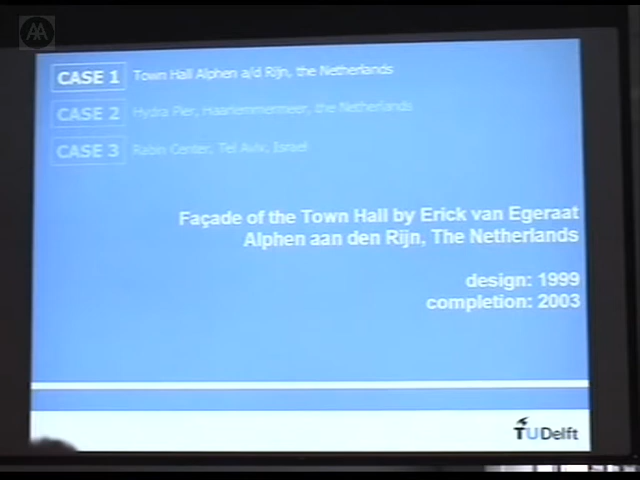 AA
CASE 1 Town Hall Alphen a/d Rijn, the Netherlands
CASE 2 Hydra Pier, Haarlemmermeer, the Netherlands
CASE 3 Rabin Center, Tel Aviv, Israel
Façade of the Town Hall by Erick van Egeraat
Alphen aan den Rijn, The Netherlands
design: 1999
completion: 2003
TUDelft